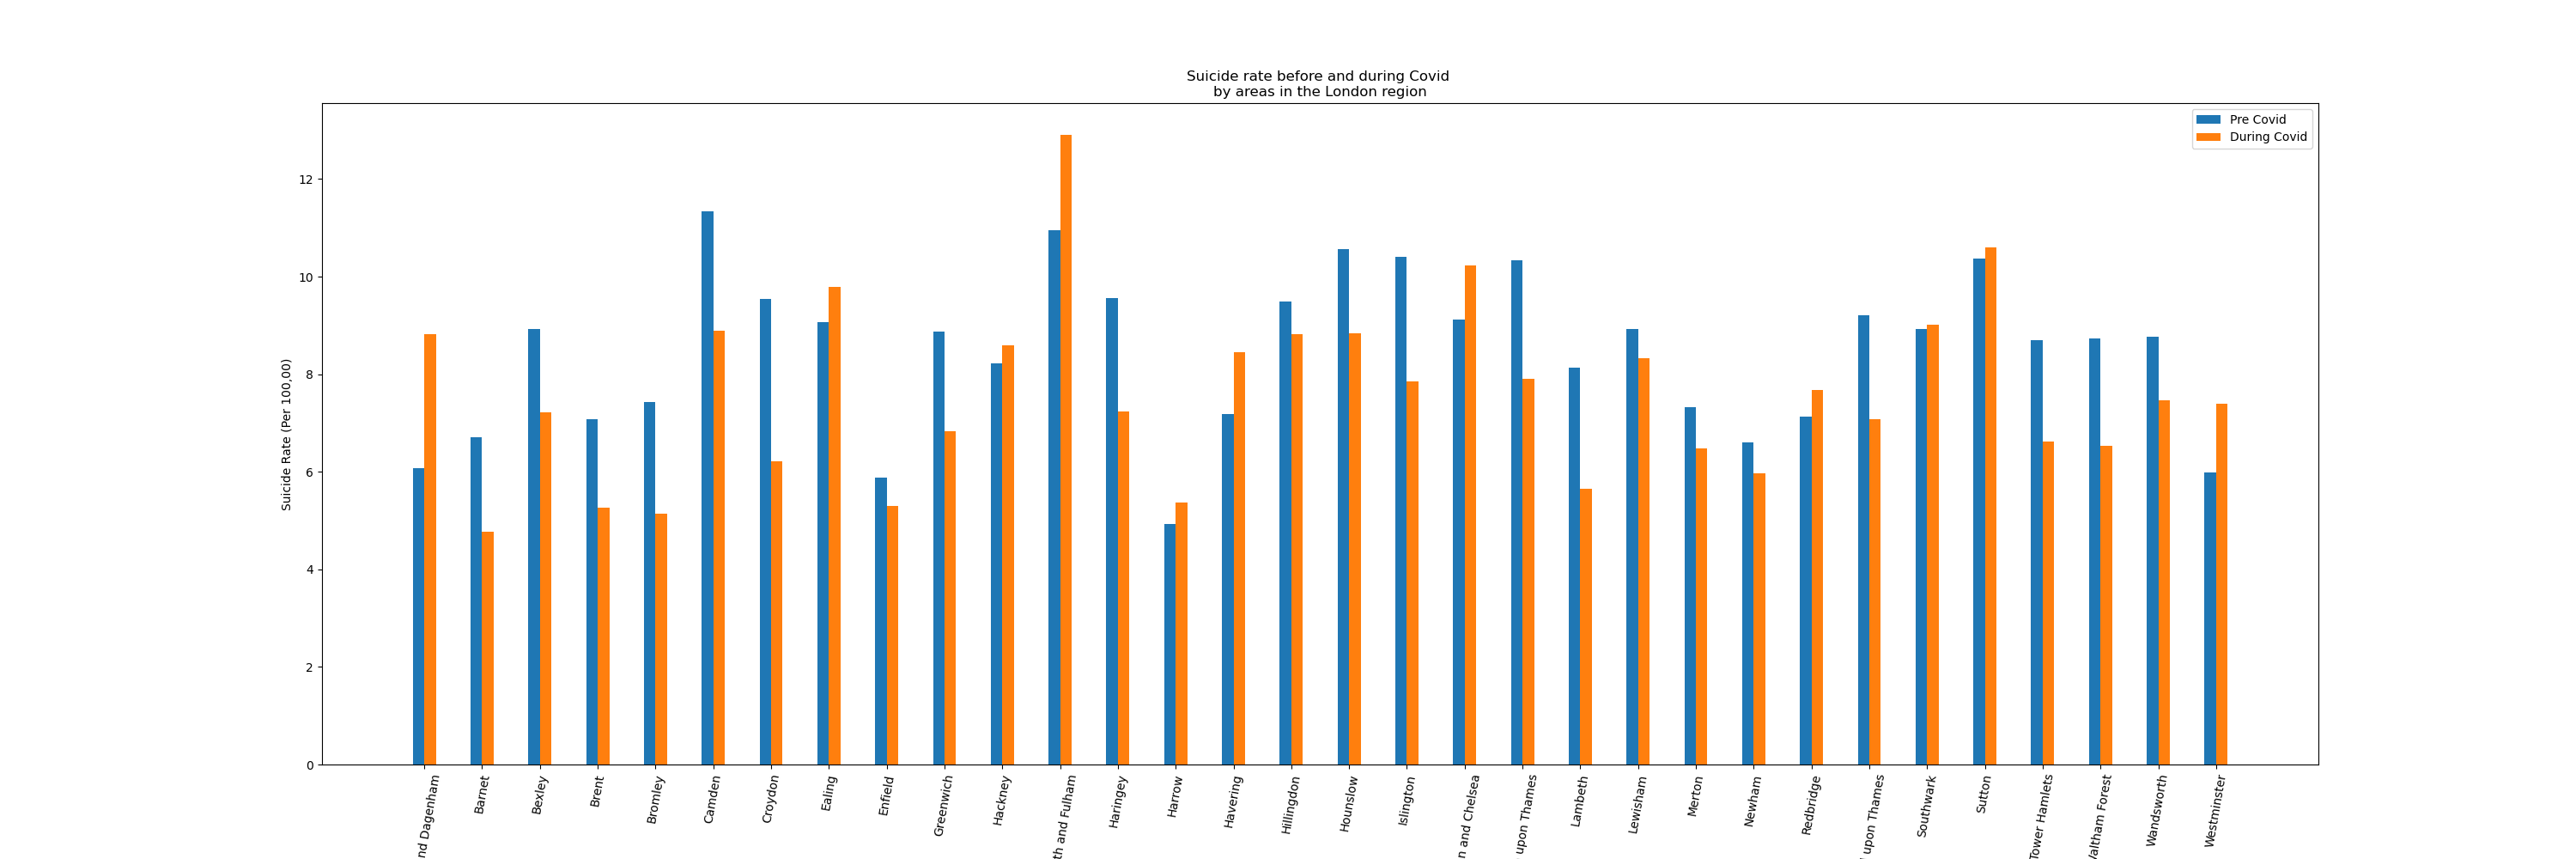 Suicide rate before and during Covid
by areas in the London region
Pre Covid
During Covid
Suicide Rate (Per 100,00)
12
10
8
6
4
2
0
nd Dagenham
Barnet
Bexley
Brent
Bromley
Camden
Croydon
Ealing
Enfield
Greenwich
Hackney
th and Fulham
Haringey
Harrow
Havering
Hillingdon
Hounslow
Islington
n and Chelsea
upon Thames
Lambeth
Lewisham
Merton
Newham
Redbridge
upon Thames
Southwark
Sutton
Tower Hamlets
Waltham Forest
Wandsworth
Westminster